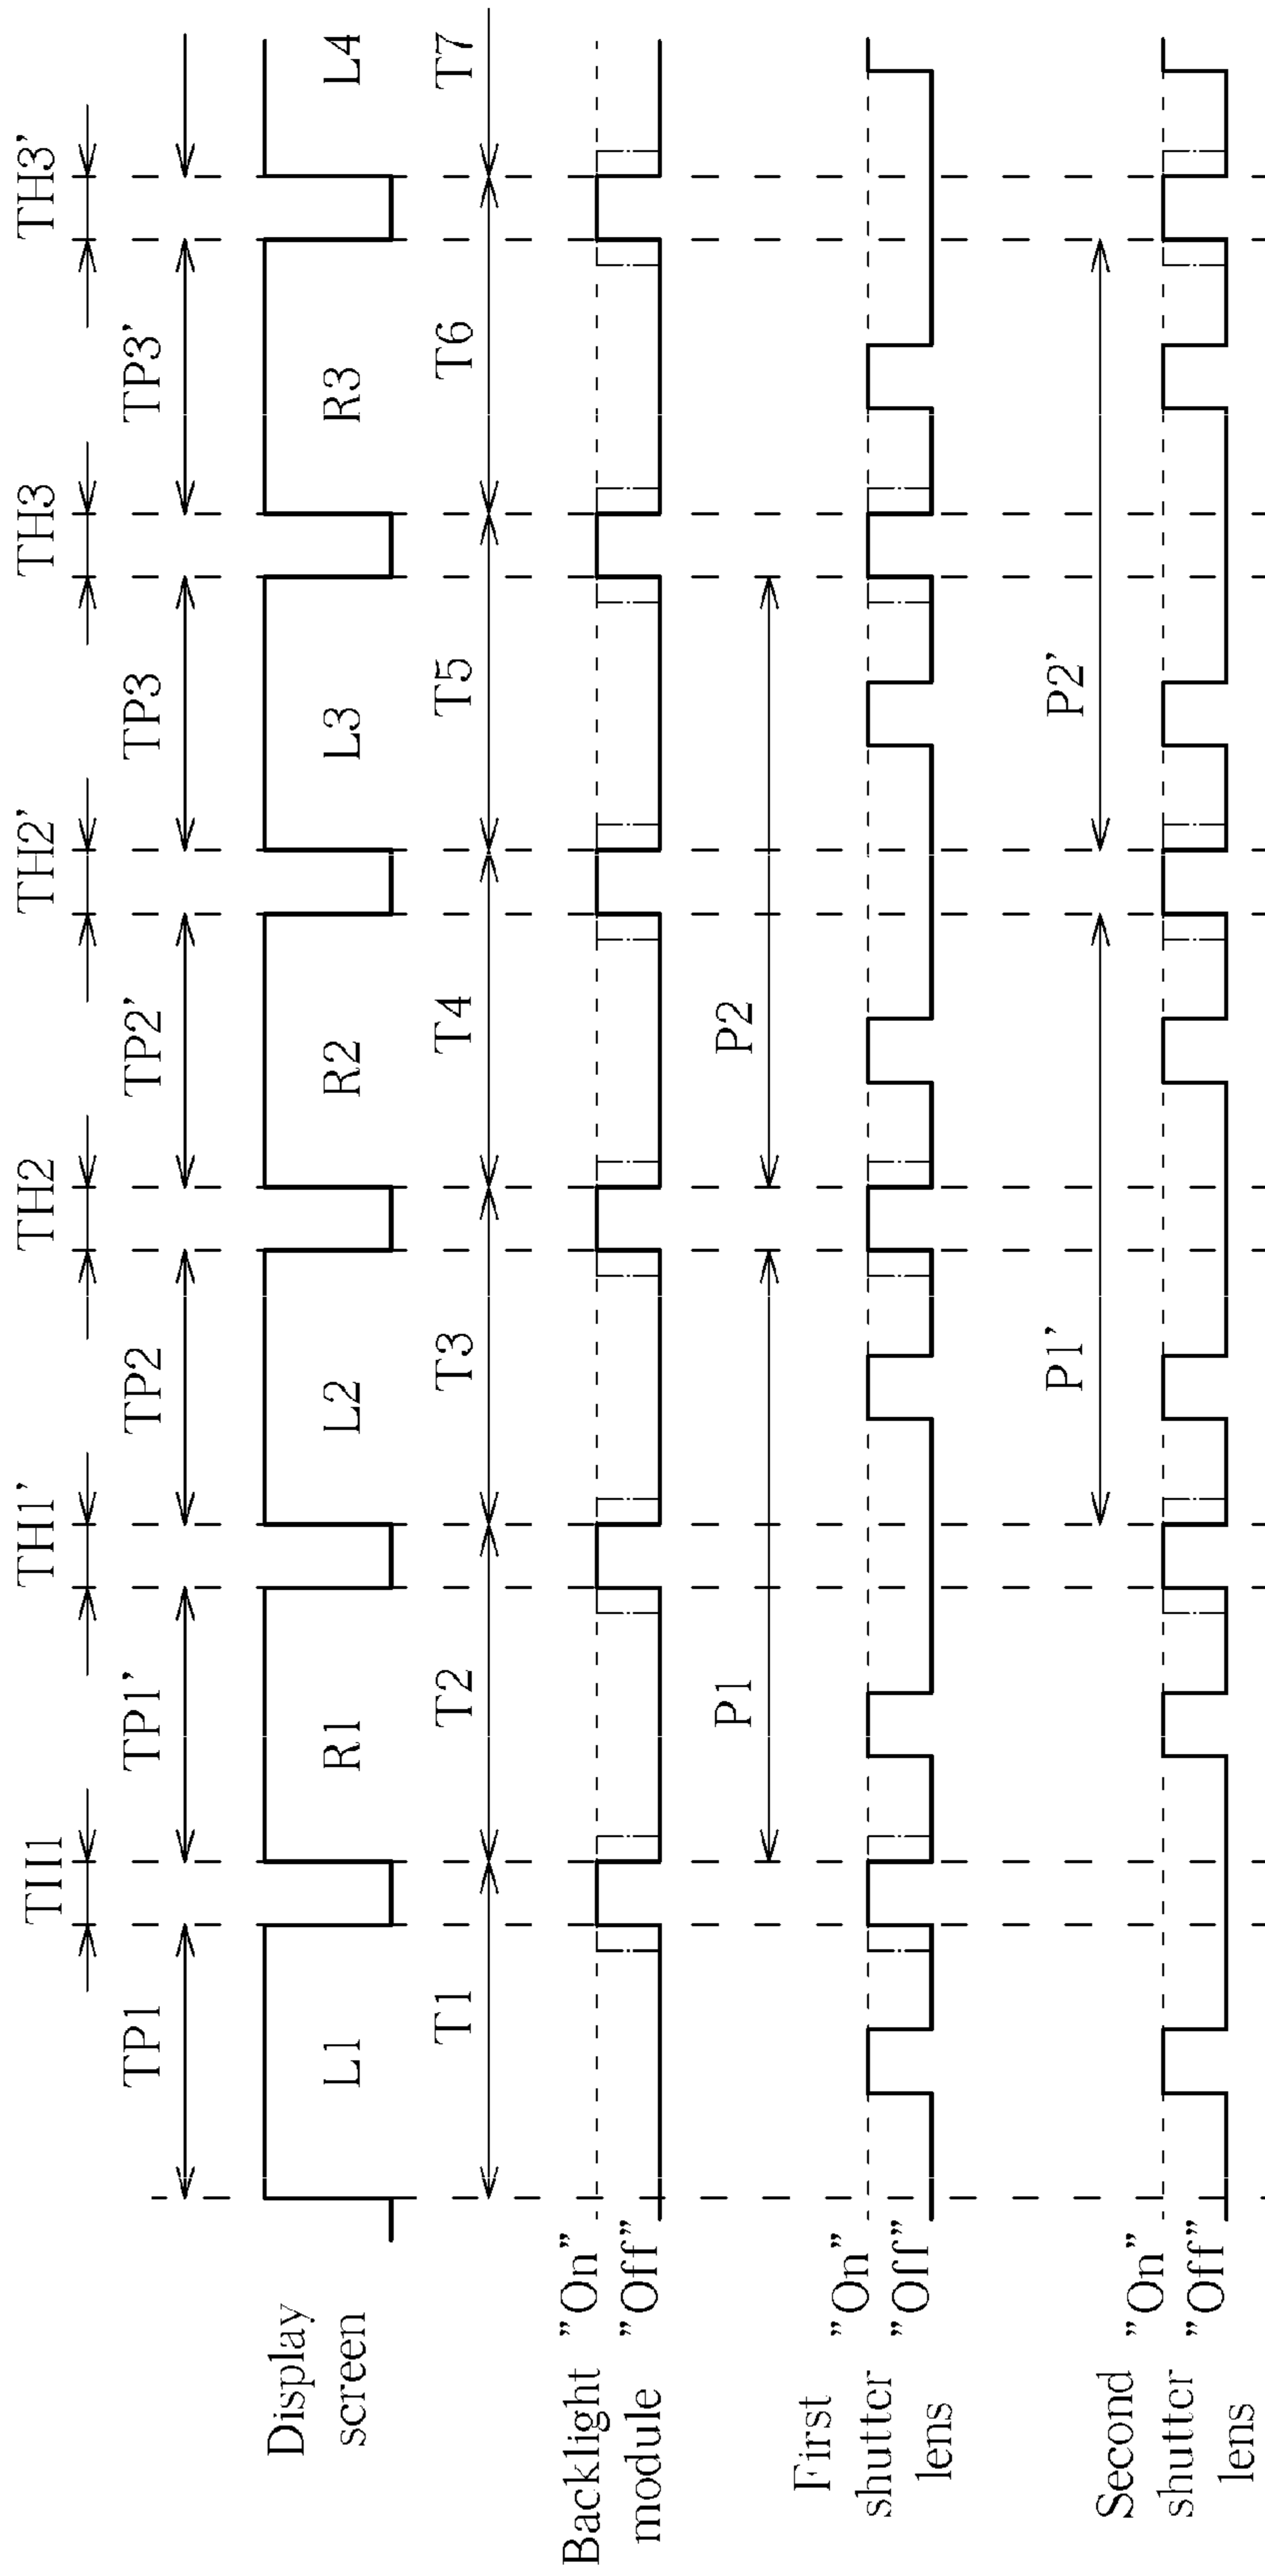 TH1 TH1' TH2 TH2' TH3 TH3'
TP1 TP1' TP2 TP2' TP3 TP3'
Display
screen
L1 R1 L2 R2 L3 R3 L4
T1 T2 T3 T4 T5 T6 T7
Backlight "On"
module "Off"
P1 P2
First "On"
shutter "Off"
lens
P1' P2'
Second "On"
shutter "Off"
lens